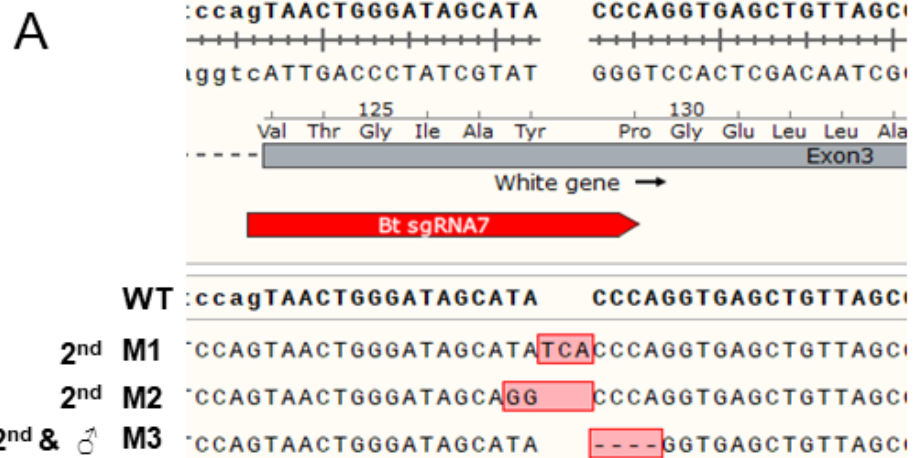 A
ccagTAACTGGGATAGCATA CCCAGGTGAGCTGTTAGC
ggtcATTGACCCTATCGTAT GGGTCCACTCGACAATCG
125 130
Val Thr Gly Ile Ala Tyr Pro Gly Glu Leu Leu Ala
Exon3
White gene →
Bt sgRNA7
WT ccagTAACTGGGATAGCATA CCCAGGTGAGCTGTTAGC
2nd M1 CCAGTAACTGGGATAGCATATCACCCAGGTGAGCTGTTAGC
2nd M2 CCAGTAACTGGGATAGCAGG CCCAGGTGAGCTGTTAGC
2nd & ♂ M3 CCAGTAACTGGGATAGCATA ----GGTGAGCTGTTAGC